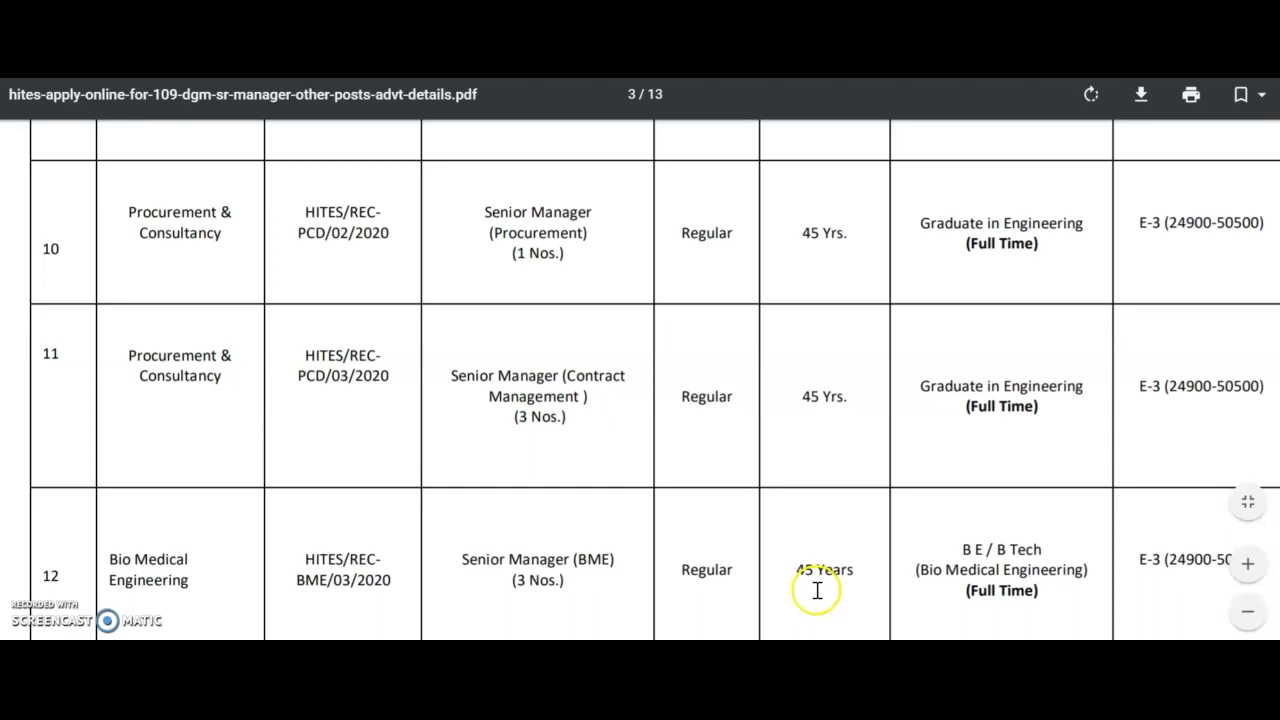 hites-apply-online-for-109-dgm-sr-manager-other-posts-advt-details.pdf
3 / 13
10
Procurement &
Consultancy
HITES/REC-
PCD/02/2020
Senior Manager
(Procurement)
(1 Nos.)
Regular
45 Yrs.
Graduate in Engineering
(Full Time)
E-3 (24900-50500)
11
Procurement &
Consultancy
HITES/REC-
PCD/03/2020
Senior Manager (Contract
Management )
(3 Nos.)
Regular
45 Yrs.
Graduate in Engineering
(Full Time)
E-3 (24900-50500)
12
Bio Medical
Engineering
HITES/REC-
BME/03/2020
Senior Manager (BME)
(3 Nos.)
Regular
45 Years
B E / B Tech
(Bio Medical Engineering)
(Full Time)
E-3 (24900-50
RECORDED WITH
SCREENCAST MATIC